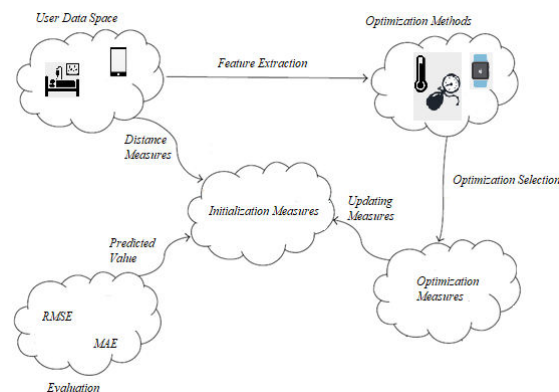 User Data Space
Optimization Methods
Feature Extraction
Distance
Measures
Optimization Selection
Initialization Measures
Updating
Measures
Predicted
Value
Optimization
Measures
RMSE
MAE
Evaluation